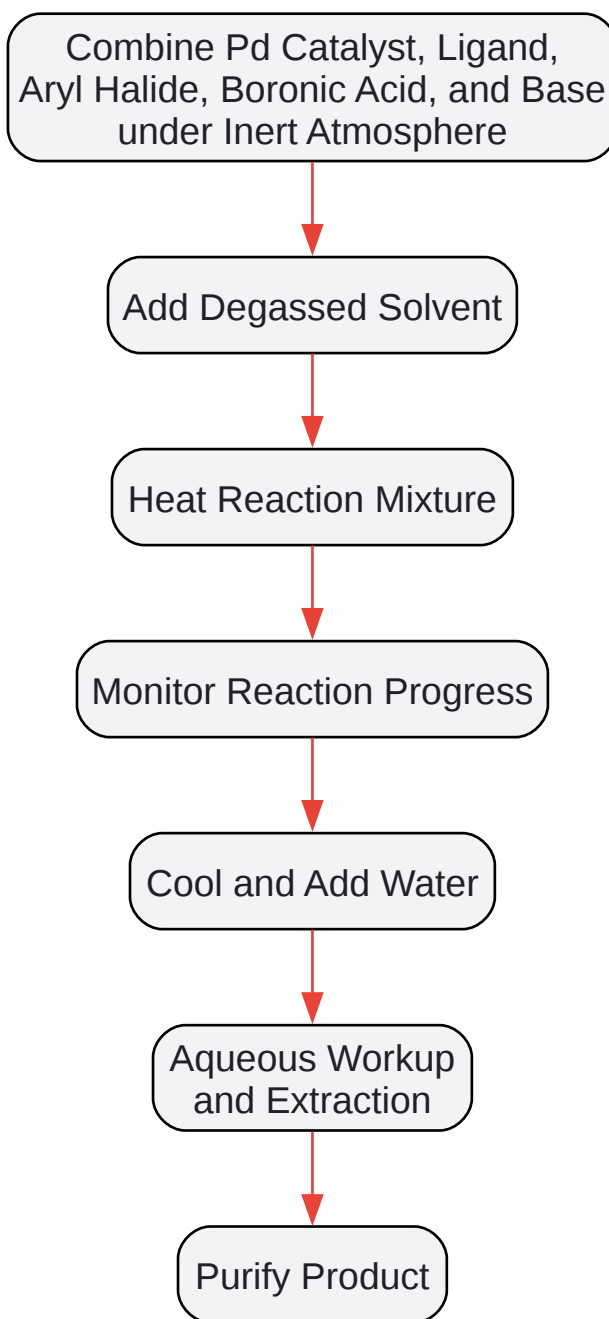 Combine Pd Catalyst, Ligand,
Aryl Halide, Boronic Acid, and Base
under Inert Atmosphere
Add Degassed Solvent
Heat Reaction Mixture
Monitor Reaction Progress
Cool and Add Water
Aqueous Workup
and Extraction
Purify Product